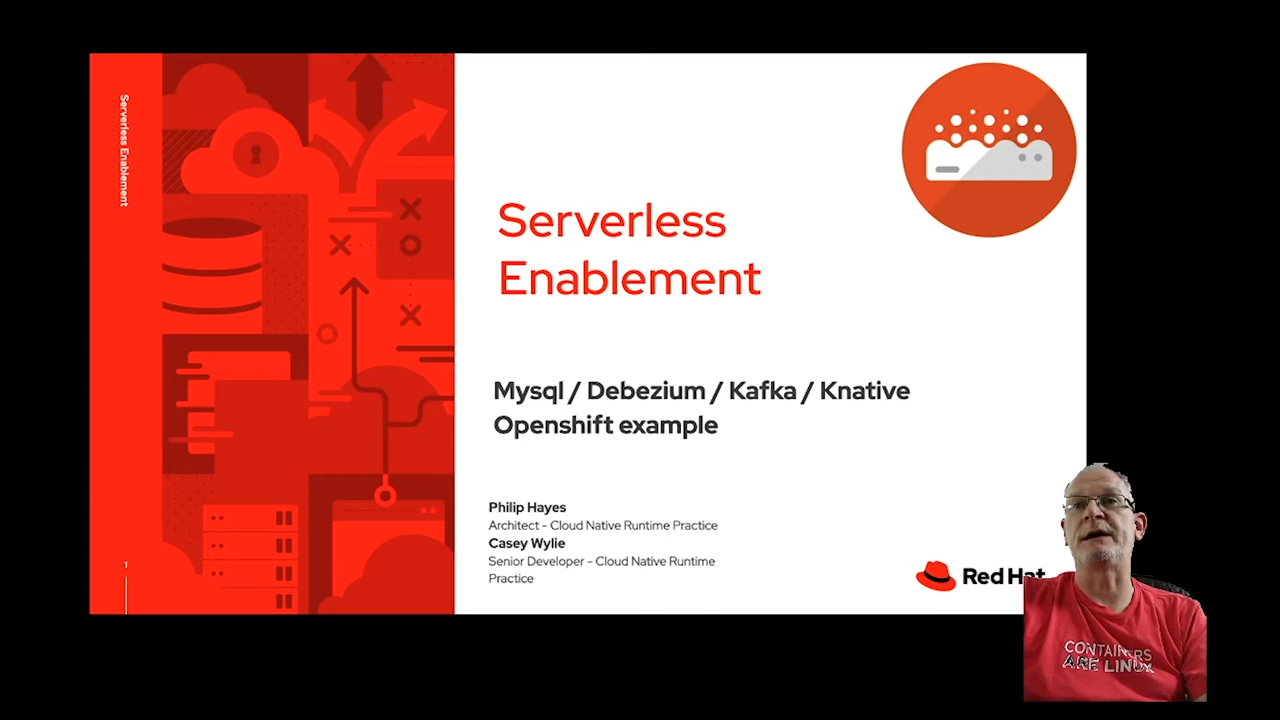 Serverless Enablement
1
Serverless
Enablement
Mysql / Debezium / Kafka / Knative
Openshift example
Philip Hayes
Architect - Cloud Native Runtime Practice
Casey Wylie
Senior Developer - Cloud Native Runtime
Practice
Red Hat
CONTAINERS
ARE LINUX